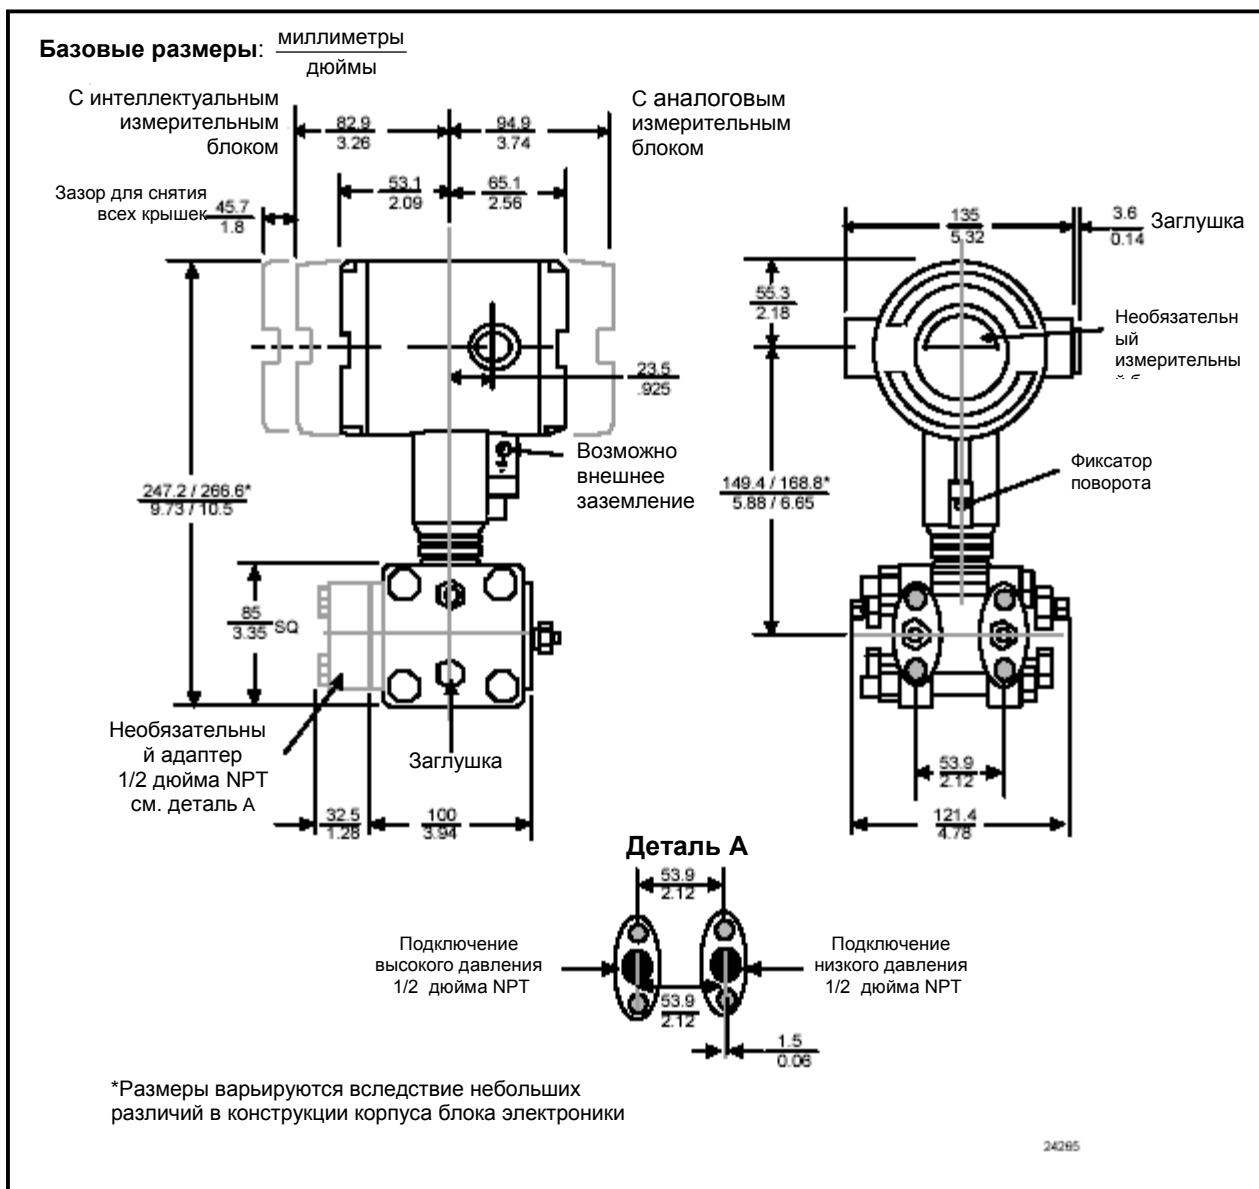 Базовые размеры: миллиметры
дюймы
С интеллектуальным
измерительным
блоком
82.9
3.26
94.9
3.74
С аналоговым
измерительным
блоком
53.1
2.09
65.1
2.56
Зазор для снятия
всех крышек
45.7
1.8
135
5.32
3.6
0.14
Заглушка
55.3
2.18
Необязательн
ый
измерительны
23.5
.925
Возможно
внешнее
заземление
Фиксатор
поворота
247.2 / 266.6*
9.73 / 10.5
149.4 / 168.8*
5.88 / 6.65
85
3.35
SQ
Необязательны
й адаптер
1/2 дюйма NPT
см. деталь А
Заглушка
32.5
1.28
100
3.94
53.9
2.12
121.4
4.78
Деталь А
53.9
2.12
Подключение
высокого давления
1/2 дюйма NPT
Подключение
низкого давления
1/2 дюйма NPT
53.9
2.12
1.5
0.06
*Размеры варьируются вследствие небольших
различий в конструкции корпуса блока электроники
24265